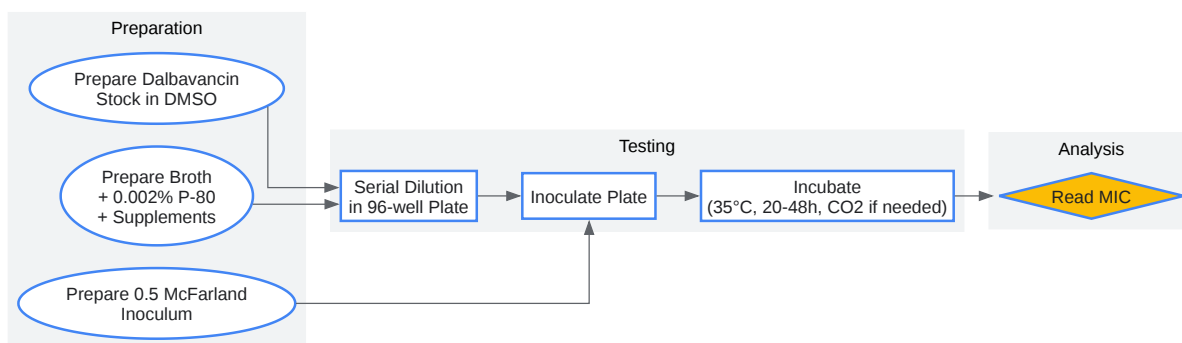 Preparation
Prepare Dalbavancin
Stock in DMSO
Prepare Broth
+ 0.002% P-80
+ Supplements
Prepare 0.5 McFarland
Inoculum
Testing
Serial Dilution
in 96-well Plate
Inoculate Plate
Incubate
(35°C, 20-48h, CO2 if needed)
Analysis
Read MIC